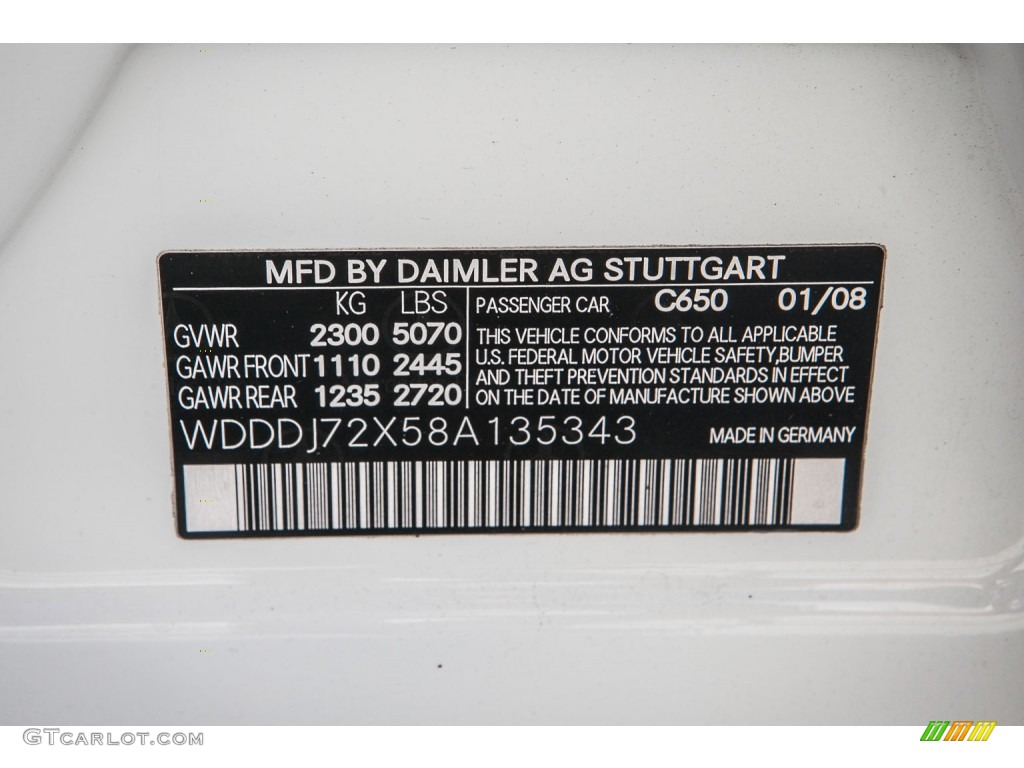 MFD BY DAIMLER AG STUTTGART
KG LBS
GVWR 2300 5070
GAWR FRONT 1110 2445
GAWR REAR 1235 2720
PASSENGER CAR C650 01/08
THIS VEHICLE CONFORMS TO ALL APPLICABLE
U.S. FEDERAL MOTOR VEHICLE SAFETY,BUMPER
AND THEFT PREVENTION STANDARDS IN EFFECT
ON THE DATE OF MANUFACTURE SHOWN ABOVE
WDDDJ72X58A135343 MADE IN GERMANY
GTCARLOT.COM